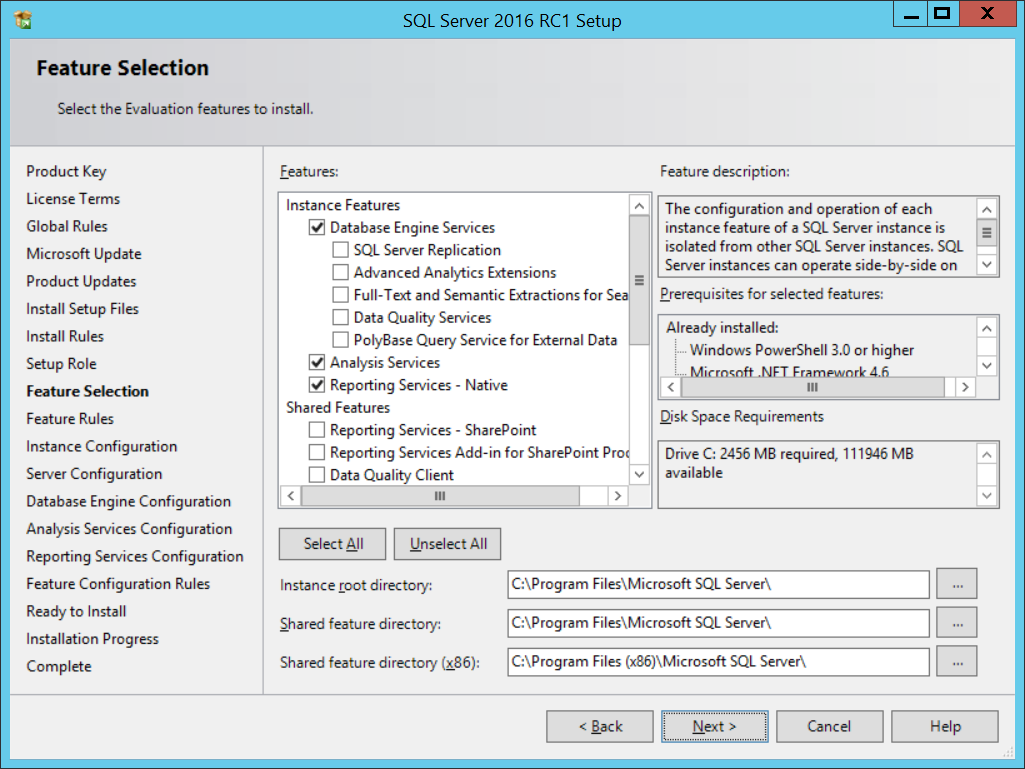 SQL Server 2016 RC1 Setup
Feature Selection
Select the Evaluation features to install.
Product Key
License Terms
Global Rules
Microsoft Update
Product Updates
Install Setup Files
Install Rules
Setup Role
Feature Selection
Feature Rules
Instance Configuration
Server Configuration
Database Engine Configuration
Analysis Services Configuration
Reporting Services Configuration
Feature Configuration Rules
Ready to Install
Installation Progress
Complete
Features:
Instance Features
Database Engine Services
SQL Server Replication
Advanced Analytics Extensions
Full-Text and Semantic Extractions for Sea
Data Quality Services
PolyBase Query Service for External Data
Analysis Services
Reporting Services - Native
Shared Features
Reporting Services - SharePoint
Reporting Services Add-in for SharePoint Proc
Data Quality Client
Feature description:
The configuration and operation of each
instance feature of a SQL Server instance is
isolated from other SQL Server instances. SQL
Server instances can operate side-by-side on
Prerequisites for selected features:
Already installed:
Windows PowerShell 3.0 or higher
Microsoft .NET Framework 4.6
Disk Space Requirements
Drive C: 2456 MB required, 111946 MB
available
Select All
Unselect All
Instance root directory:
C:\Program Files\Microsoft SQL Server\
...
Shared feature directory:
C:\Program Files\Microsoft SQL Server\
...
Shared feature directory (x86):
C:\Program Files (x86)\Microsoft SQL Server\
...
< Back
Next >
Cancel
Help